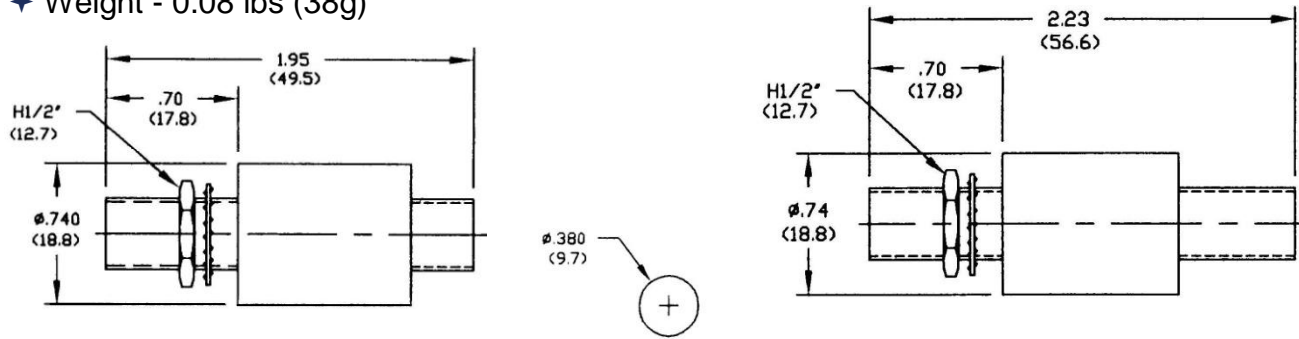 Weight - 0.08 lbs (38g)
1.95
(49.5)
.70
(17.8)
H1/2"
(12.7)
Ø.740
(18.8)
Ø.380
(9.7)
2.23
(56.6)
.70
(17.8)
H1/2"
(12.7)
Ø.74
(18.8)